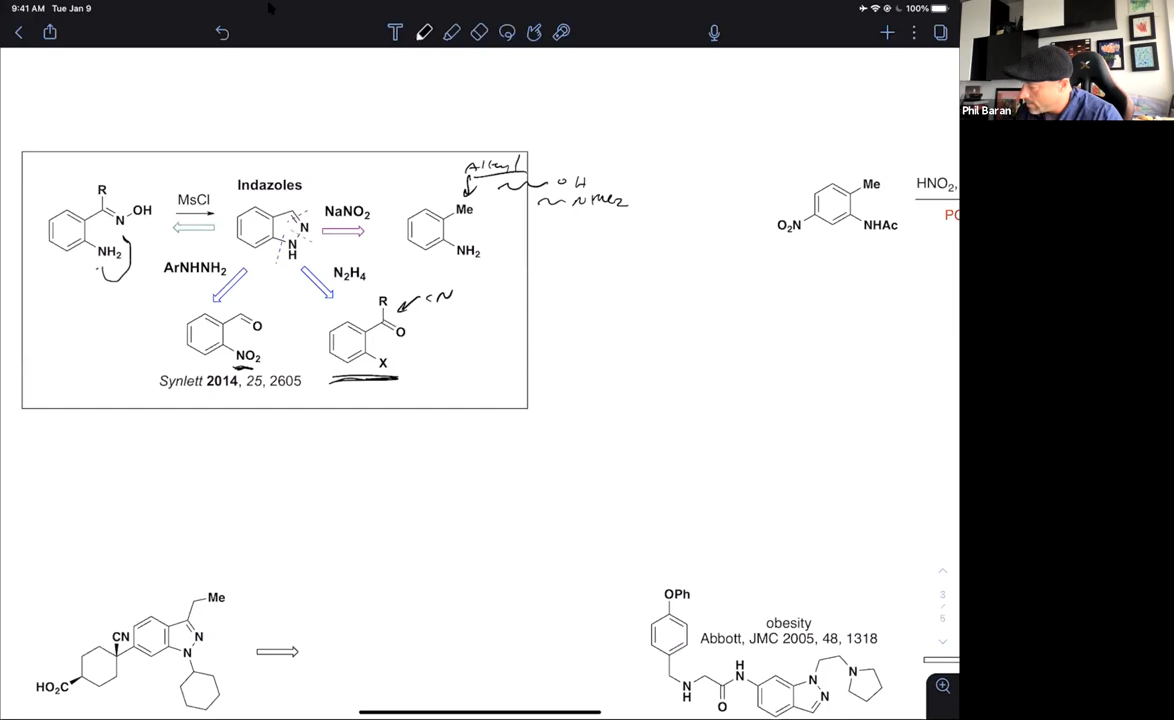 9:41 AM Tue Jan 9
100%
Phil Baran
Alkyl
OH
NMe2
Indazoles
R
N
OH
NH2
MsCl
N
N
H
NaNO2
Me
NH2
ArNHNH2
N2H4
CN
O
NO2
R
O
X
Synlett 2014, 25, 2605
Me
O2N
NHAc
HNO2,
3
/
5
Me
CN
N
N
HO2C
OPh
obesity
Abbott, JMC 2005, 48, 1318
N
H
O
H
N
N
N
N